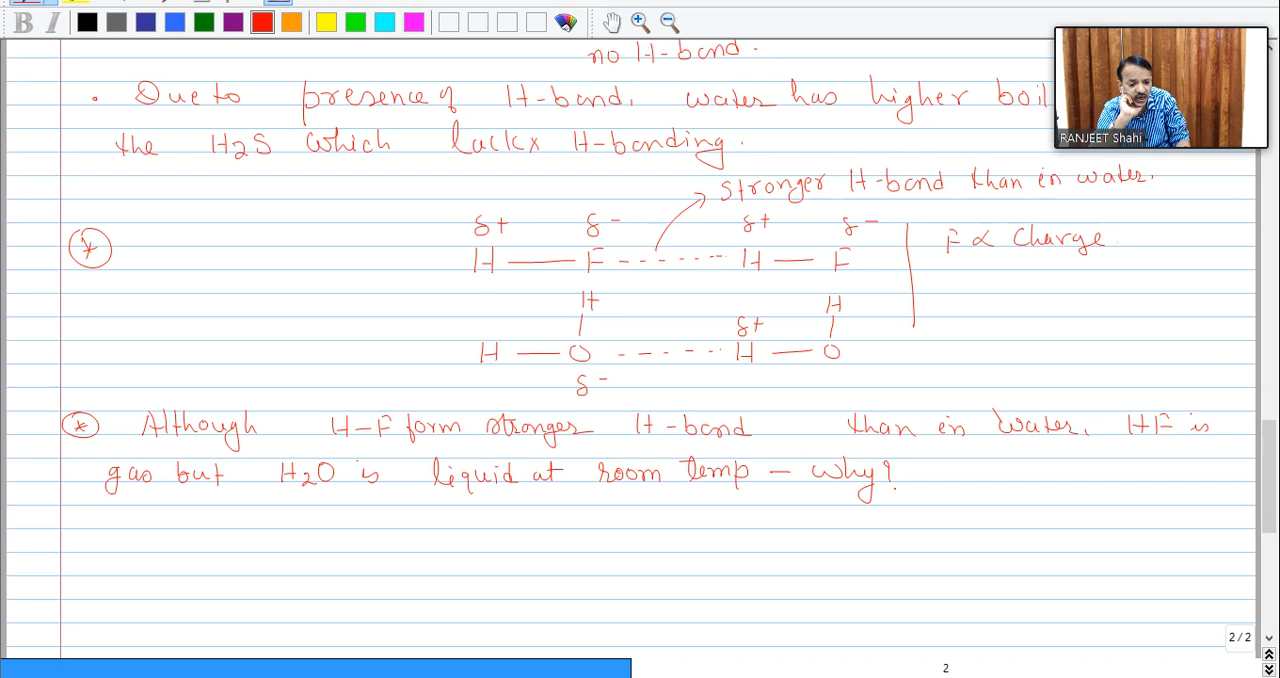 B I
no H-bond.
RANJEET Shahi
. Due to presence of H-bond, water has higher boil
the H2S which lackx H-bonding.
Stronger H-bond than in water.
δ+ δ- δ+ δ-
F ∝ Charge
* H — F ------ H — F
H H
δ+
H — O ------ H — O
δ-
* Although H-F form stronger H-bond than in water, HF is
gas but H2O is liquid at room temp - why?
2 / 2
2